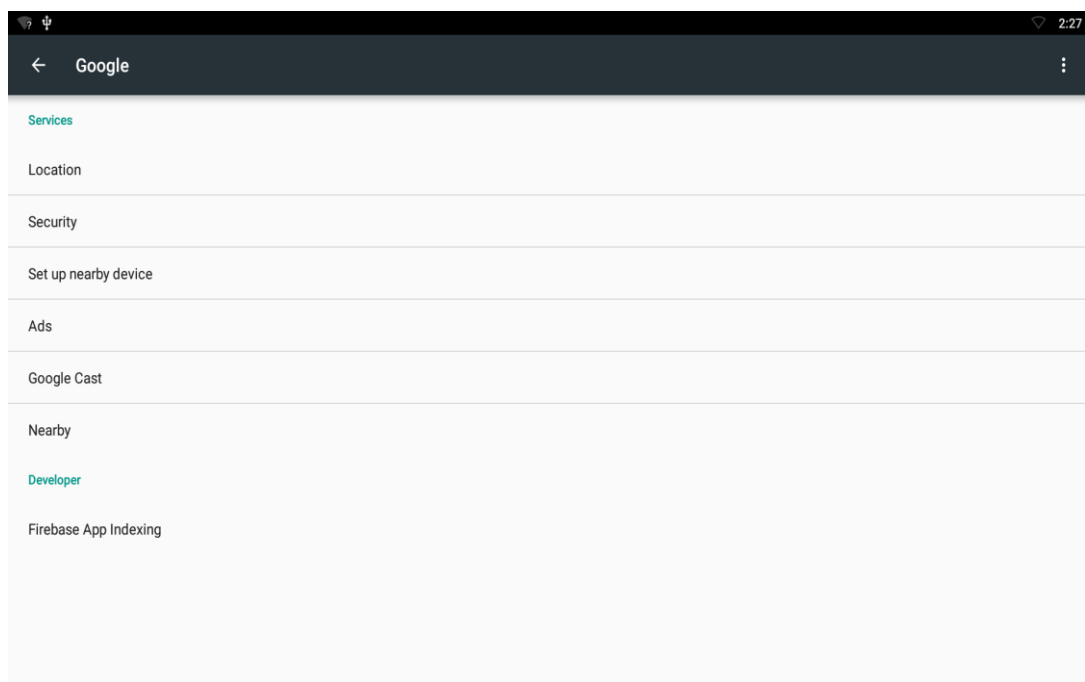 2:27
Google
Services
Location
Security
Set up nearby device
Ads
Google Cast
Nearby
Developer
Firebase App Indexing